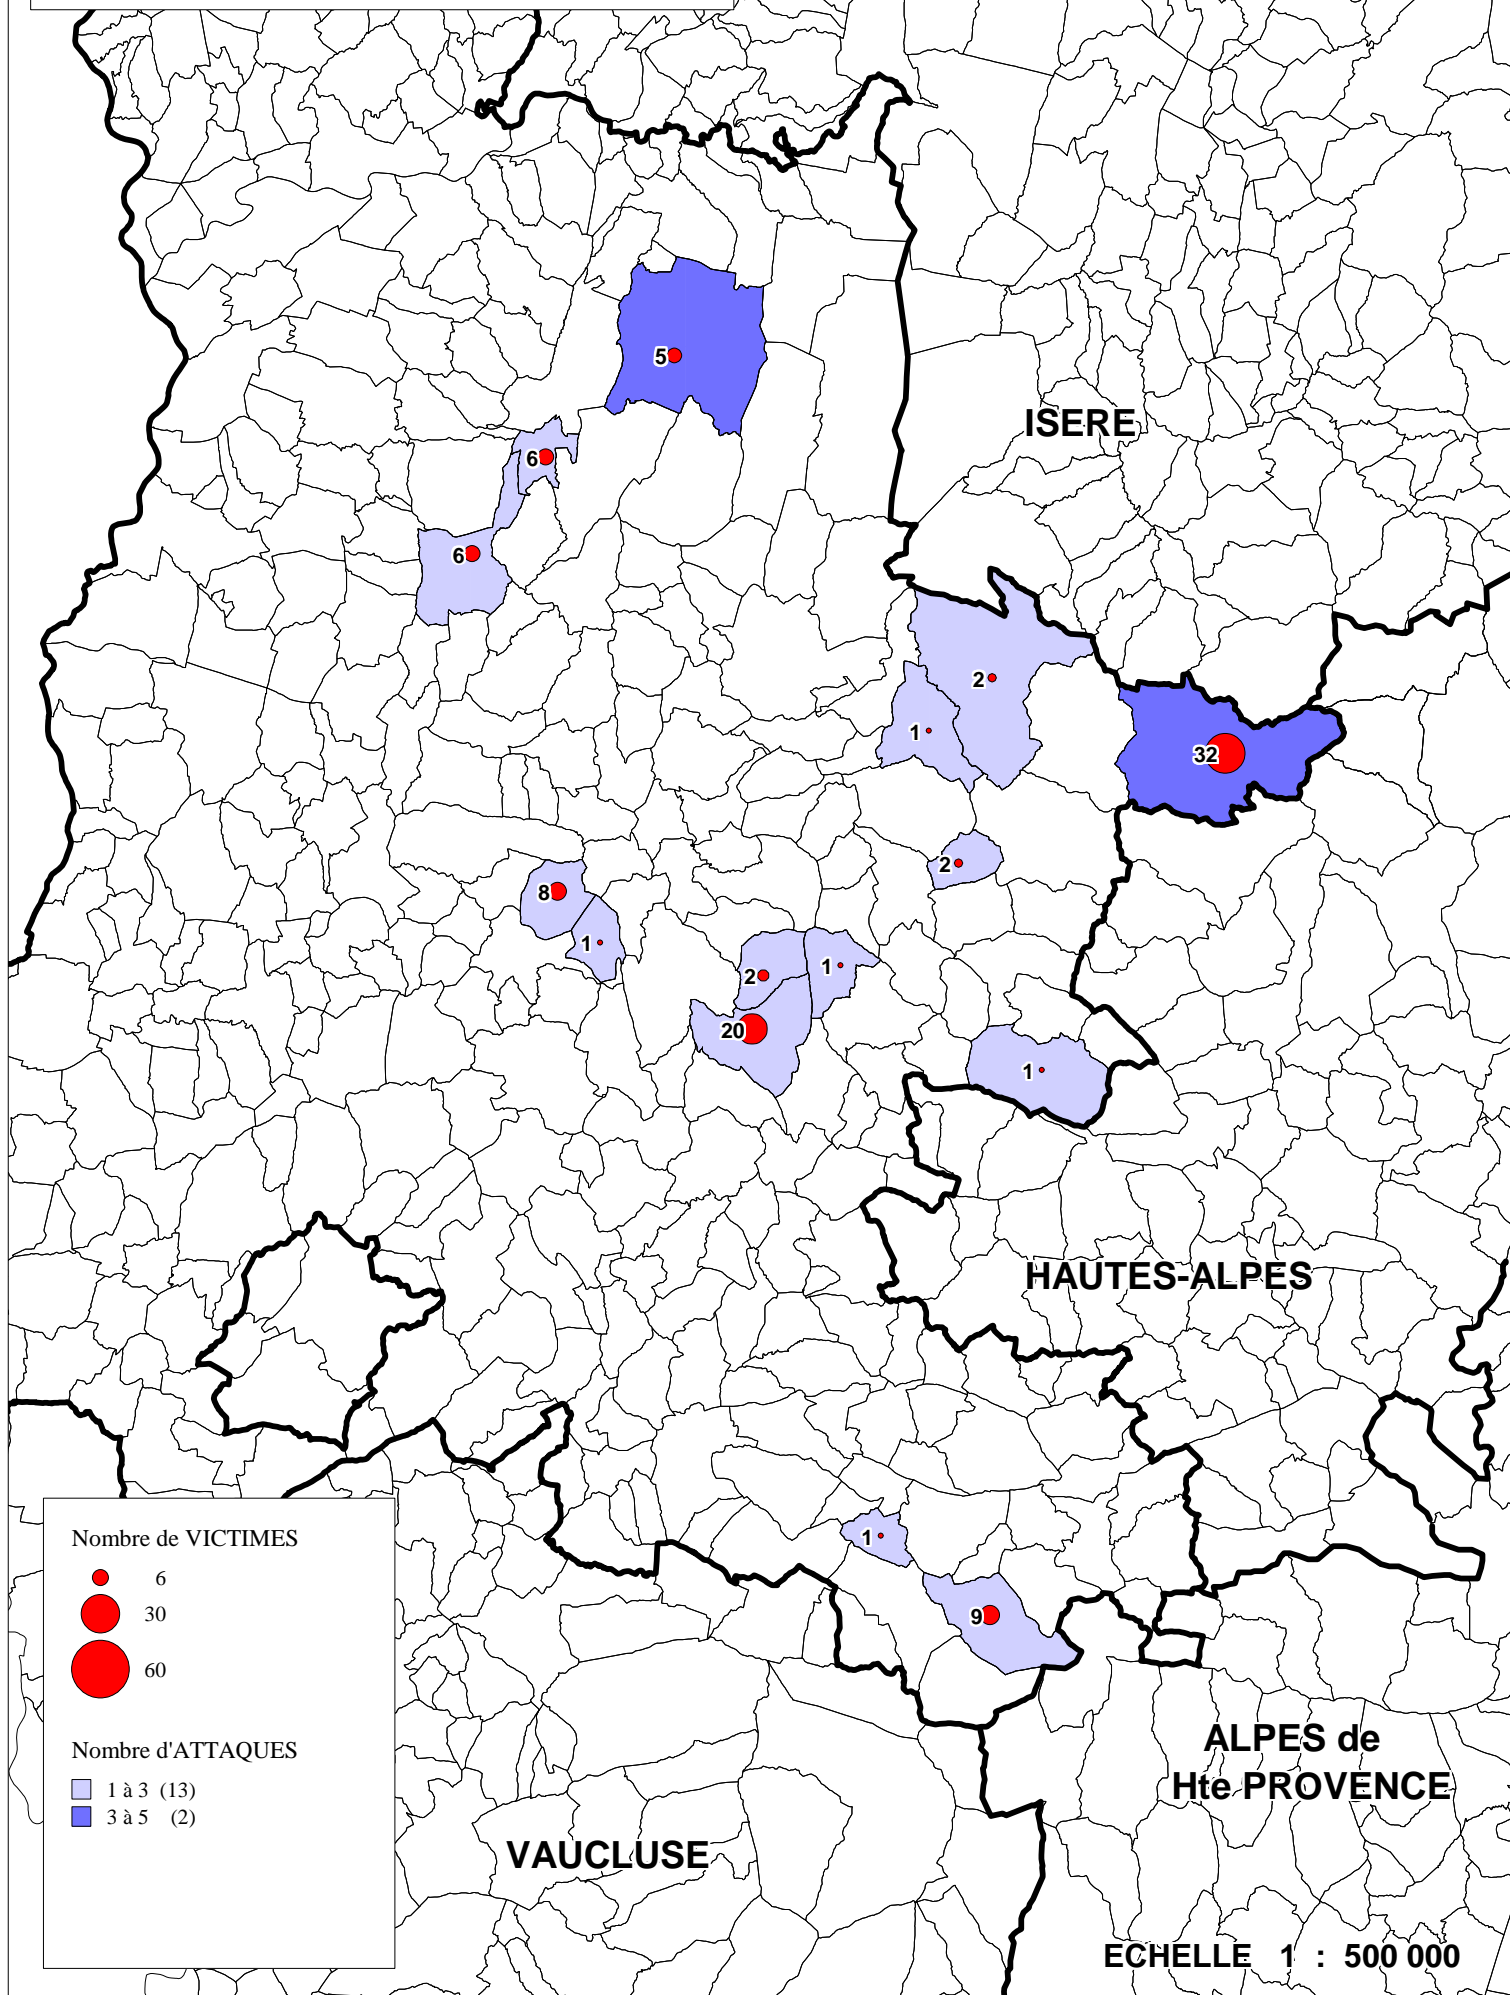 5
ISERE
6
6
2
1
32
2
8
1
2
1
20
1
HAUTES-ALPES
1
9
Nombre de VICTIMES
6
30
60
Nombre d'ATTAQUES
1 à 3 (13)
3 à 5 (2)
ALPES de
Hte PROVENCE
VAUCLUSE
ECHELLE 1 : 500 000